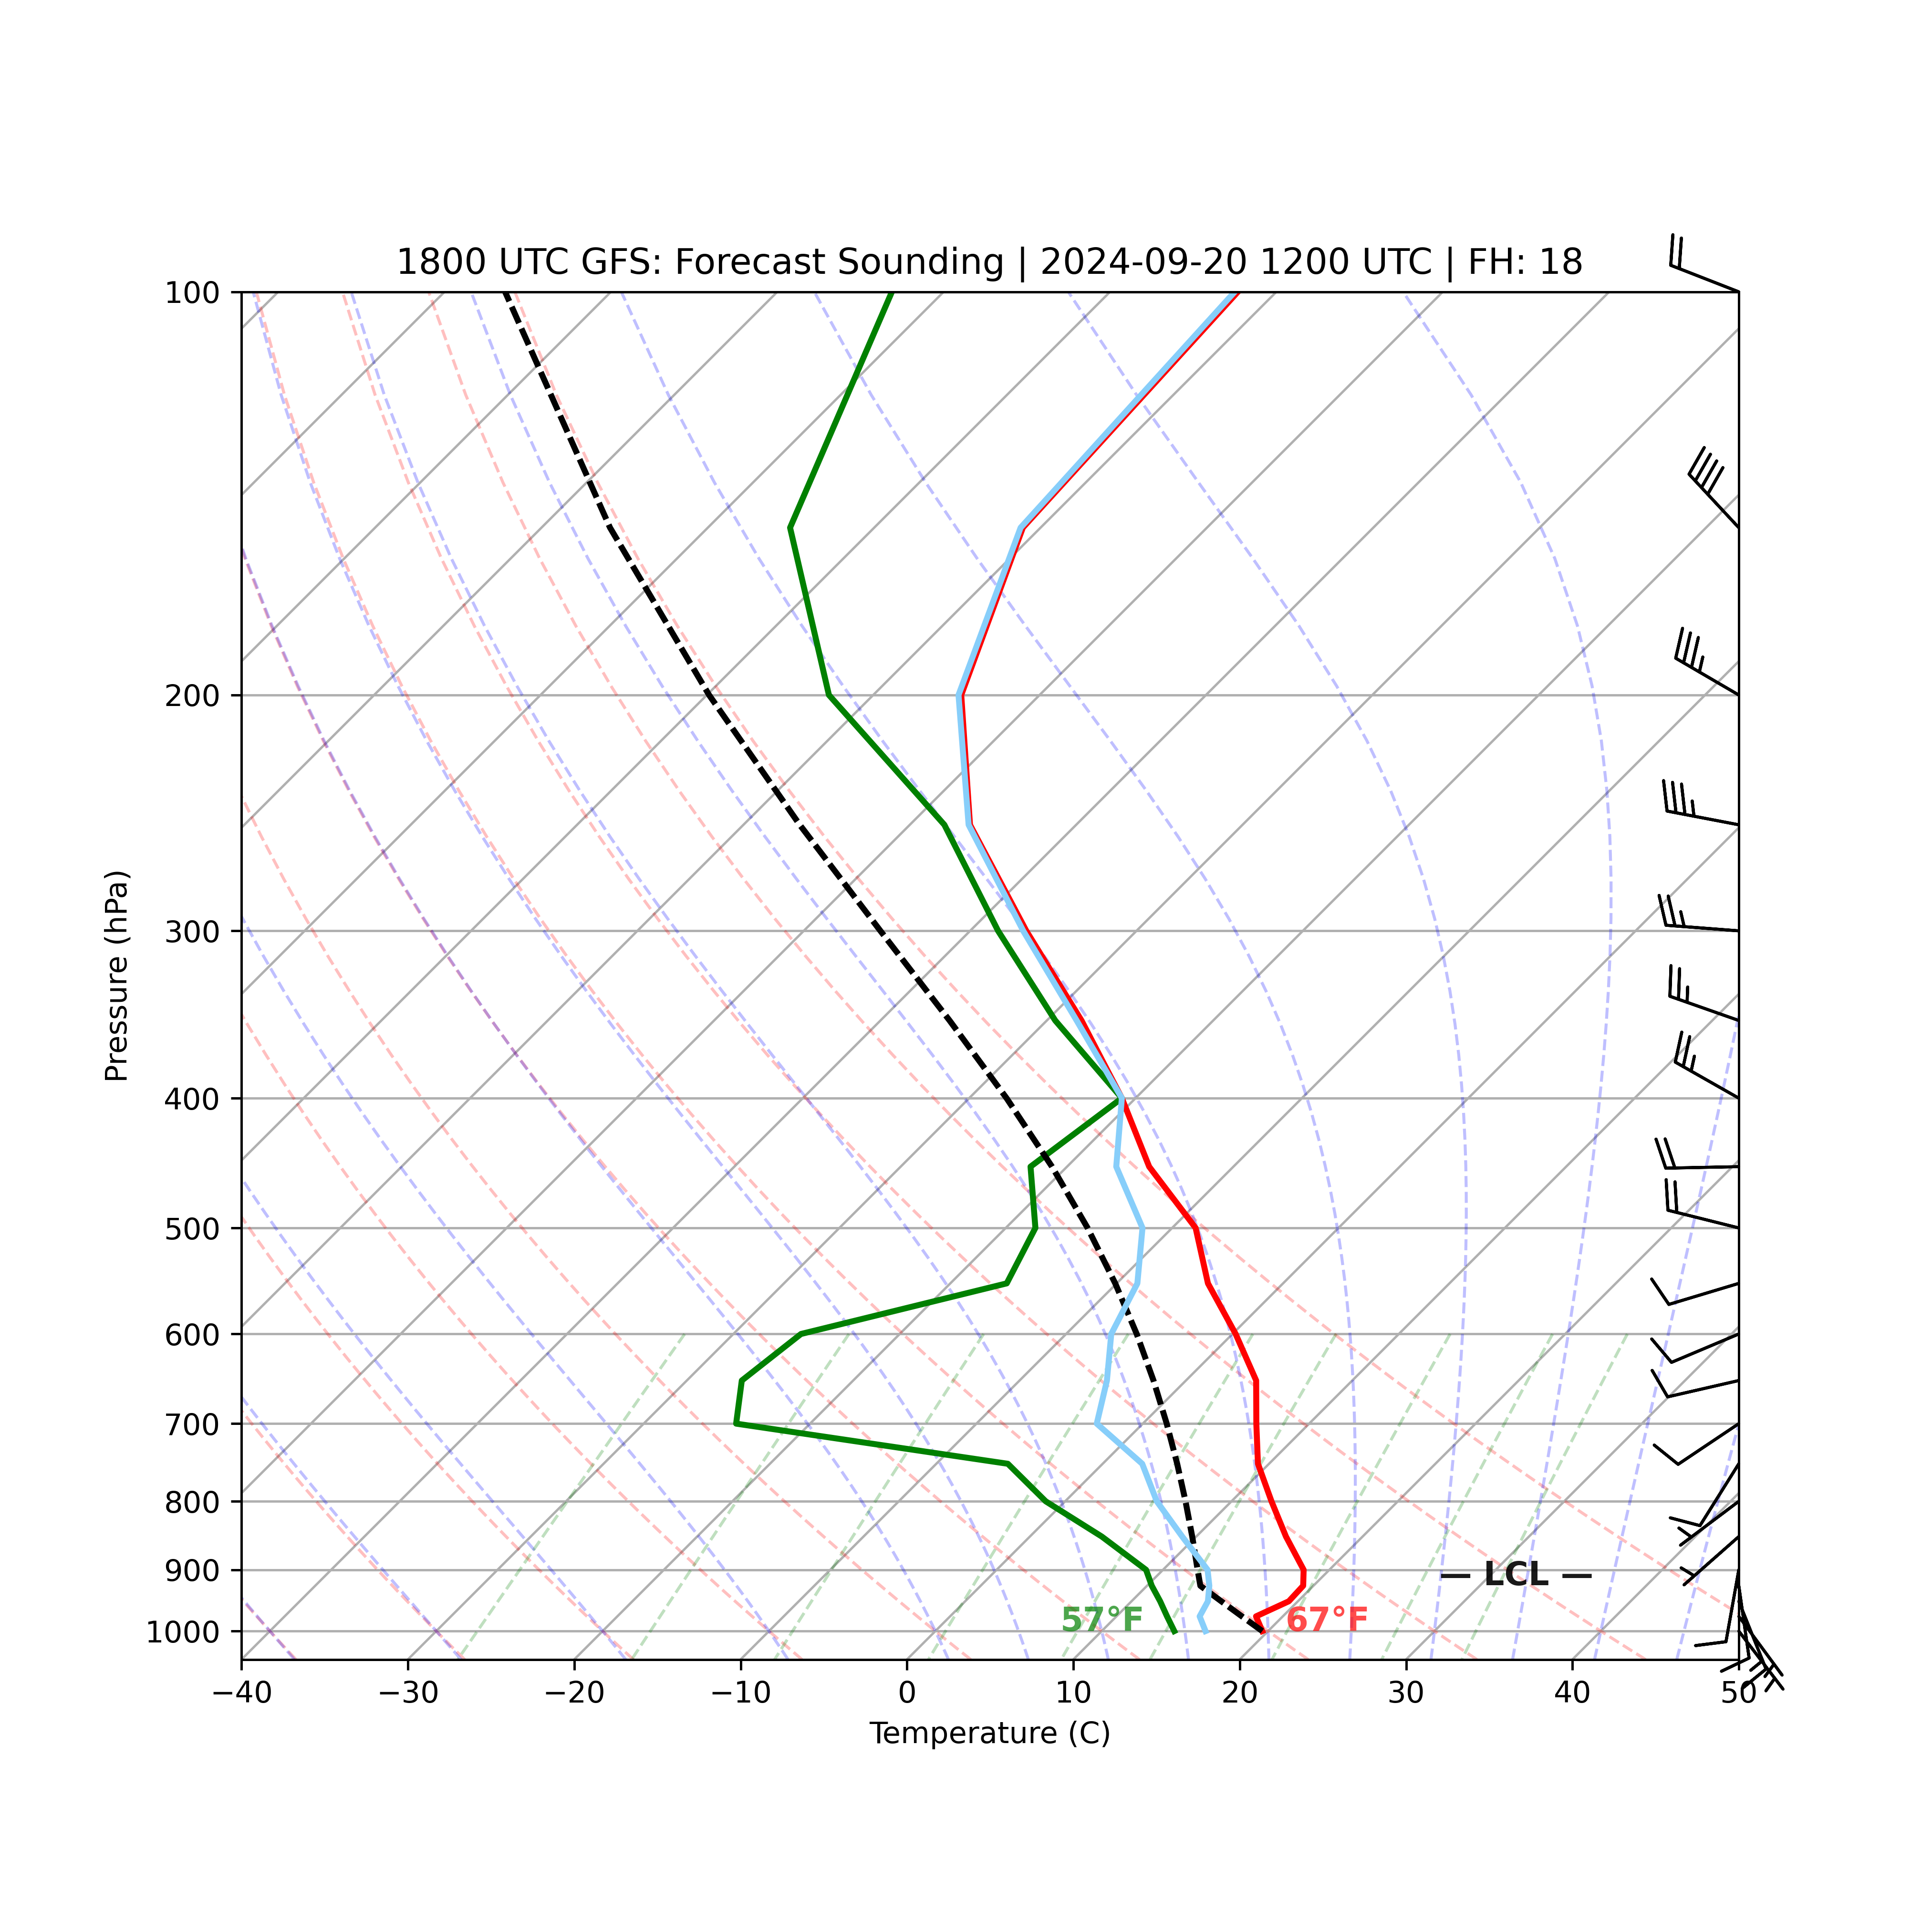 1800 UTC GFS: Forecast Sounding | 2024-09-20 1200 UTC | FH: 18
100
200
300
400
500
600
700
800
900
1000
Pressure (hPa)
— LCL —
57°F
67°F
−40 −30 −20 −10 0 10 20 30 40 50
Temperature (C)